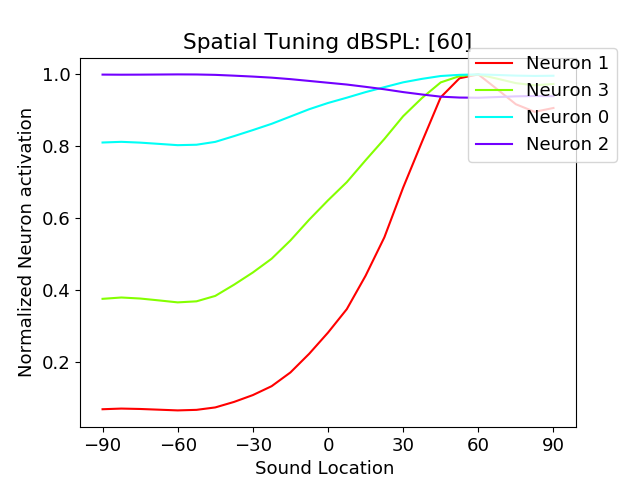 Spatial Tuning dBSPL: [60]
Neuron 1
Neuron 3
Neuron 0
Neuron 2
Normalized Neuron activation
1.0
0.8
0.6
0.4
0.2
−90 −60 −30 0 30 60 90
Sound Location